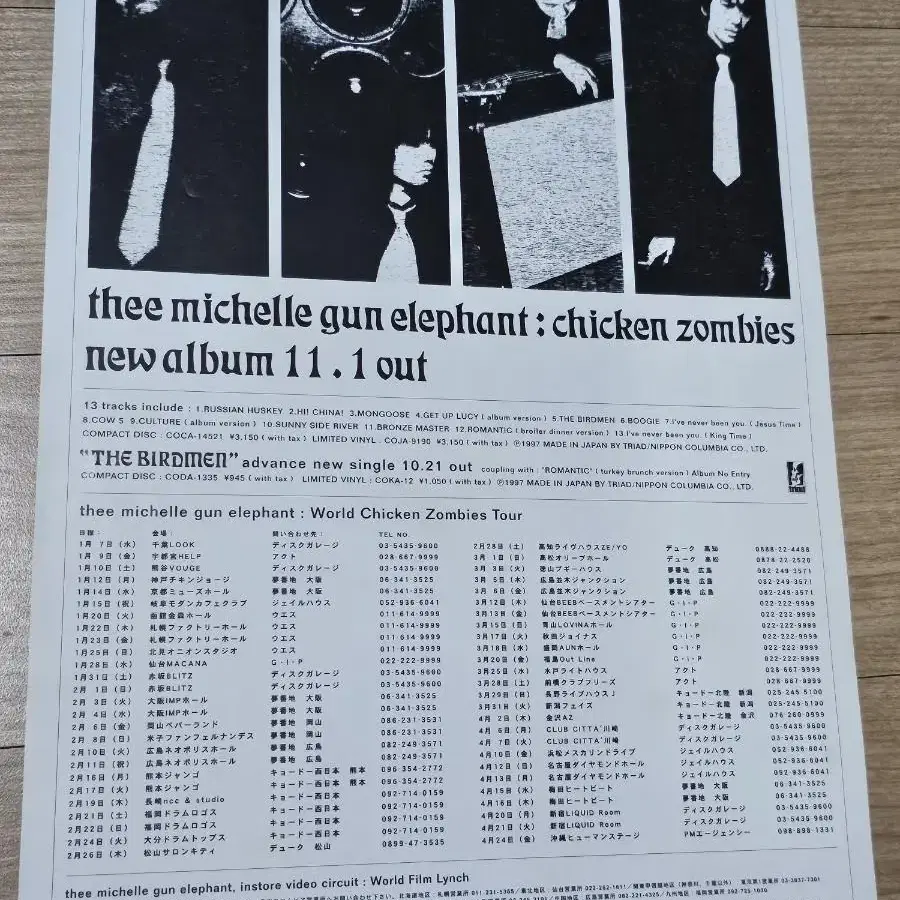 thee michelle gun elephant : chicken zombies
new album 11 . 1 out
13 tracks include : 1.RUSSIAN HUSKEY 2.HI! CHINA! 3.MONGOOSE 4.GET UP LUCY ( album version ) 5.THE BIRDMEN 6.BOOGIE 7.I've never been you. ( Jesus Time )
8.COW 5 9.CULTURE ( album version ) 10.SUNNY SIDE RIVER 11.BRONZE MASTER 12.ROMANTIC ( broiler dinner version ) 13.I've never been you. ( King Time )
COMPACT DISC : COCA-14521 ¥3,150 ( with tax ) LIMITED VINYL : COJA-9190 ¥3,150 ( with tax ) ℗1997 MADE IN JAPAN BY TRIAD/NIPPON COLUMBIA CO., LTD.
"THE BIRDMEN" advance new single 10.21 out coupling with : "ROMANTIC" ( turkey brunch version ) Album No Entry
COMPACT DISC : CODA-1335 ¥945 ( with tax ) LIMITED VINYL : COKA-12 ¥1,050 ( with tax ) ℗1997 MADE IN JAPAN BY TRIAD/NIPPON COLUMBIA CO., LTD.
triad
thee michelle gun elephant : World Chicken Zombies Tour
日程: 会場: 問い合わせ先: TEL NO.
1月 7日(水) 千葉LOOK ディスクガレージ 03-5435-9600
1月 9日(金) 宇都宮HELP アクト 028-667-9999
1月10日(土) 熊谷VOUGE ディスクガレージ 03-5435-9600
1月12日(月) 神戸チキンジョージ 夢番地 大阪 06-341-3525
1月14日(水) 京都ミューズホール 夢番地 大阪 06-341-3525
1月15日(祝) 岐阜モダンカフェクラブ ジェイルハウス 052-936-6041
1月20日(火) 函館金森ホール ウエス 011-614-9999
1月22日(木) 札幌ファクトリーホール ウエス 011-614-9999
1月23日(金) 札幌ファクトリーホール ウエス 011-614-9999
1月25日(日) 北見オニオンスタジオ ウエス 011-614-9999
1月28日(水) 仙台MACANA G・I・P 022-222-9999
1月31日(土) 赤坂BLITZ ディスクガレージ 03-5435-9600
2月 1日(日) 赤坂BLITZ ディスクガレージ 03-5435-9600
2月 3日(火) 大阪IMPホール 夢番地 大阪 06-341-3525
2月 4日(水) 大阪IMPホール 夢番地 大阪 06-341-3525
2月 6日(金) 岡山ペパーランド 夢番地 岡山 086-231-3531
2月 8日(日) 米子ファンフェルナンデス 夢番地 岡山 086-231-3531
2月10日(火) 広島ネオポリスホール 夢番地 広島 082-249-3571
2月11日(祝) 広島ネオポリスホール 夢番地 広島 082-249-3571
2月16日(月) 熊本ジャンゴ キョードー西日本 熊本 096-354-2772
2月17日(火) 熊本ジャンゴ キョードー西日本 熊本 096-354-2772
2月19日(木) 長崎ncc & studio キョードー西日本 092-714-0159
2月21日(土) 福岡ドラムロゴス キョードー西日本 092-714-0159
2月22日(日) 福岡ドラムロゴス キョードー西日本 092-714-0159
2月24日(火) 大分ドラムトップス キョードー西日本 092-714-0159
2月26日(木) 松山サロンキティ デューク 松山 0899-47-3535
2月28日(土) 高知ライヴハウスZE/YO デューク 高知 0888-22-4488
3月 1日(日) 高松オリーブホール デューク 高松 0878-22-2520
3月 3日(火) 徳山ブギーハウス 夢番地 広島 082-249-3571
3月 5日(木) 広島並木ジャンクション 夢番地 広島 082-249-3571
3月 6日(金) 広島並木ジャンクション 夢番地 広島 082-249-3571
3月12日(木) 仙台BEEBベースメントシアター G・I・P 022-222-9999
3月13日(金) 仙台BEEBベースメントシアター G・I・P 022-222-9999
3月15日(日) 青山LOVINAホール G・I・P 022-222-9999
3月17日(火) 秋田ジョイナス G・I・P 022-222-9999
3月18日(水) 盛岡AUNホール G・I・P 022-222-9999
3月20日(金) 福島Out Line G・I・P 022-222-9999
3月25日(水) 水戸ライトハウス アクト 028-667-9999
3月28日(土) 前橋クラブフリーズ アクト 028-667-9999
3月29日(日) 長野ライブハウスJ キョードー北陸 新潟 025-245-5100
3月31日(火) 新潟フェイズ キョードー北陸 新潟 025-245-5100
4月 2日(木) 金沢AZ キョードー北陸 金沢 076-260-9999
4月 6日(月) CLUB CITTA'川崎 ディスクガレージ 03-5435-9600
4月 7日(火) CLUB CITTA'川崎 ディスクガレージ 03-5435-9600
4月10日(金) 浜松メスカリンドライブ ジェイルハウス 052-936-6041
4月12日(日) 名古屋ダイヤモンドホール ジェイルハウス 052-936-6041
4月13日(月) 名古屋ダイヤモンドホール ジェイルハウス 052-936-6041
4月15日(水) 梅田ヒートビート 夢番地 大阪 06-341-3525
4月16日(木) 梅田ヒートビート 夢番地 大阪 06-341-3525
4月20日(月) 新宿LIQUID Room ディスクガレージ 03-5435-9600
4月21日(火) 新宿LIQUID Room ディスクガレージ 03-5435-9600
4月24日(金) 沖縄ヒューマンステージ PMエージェンシー 098-898-1331
thee michelle gun elephant, instore video circuit : World Film Lynch